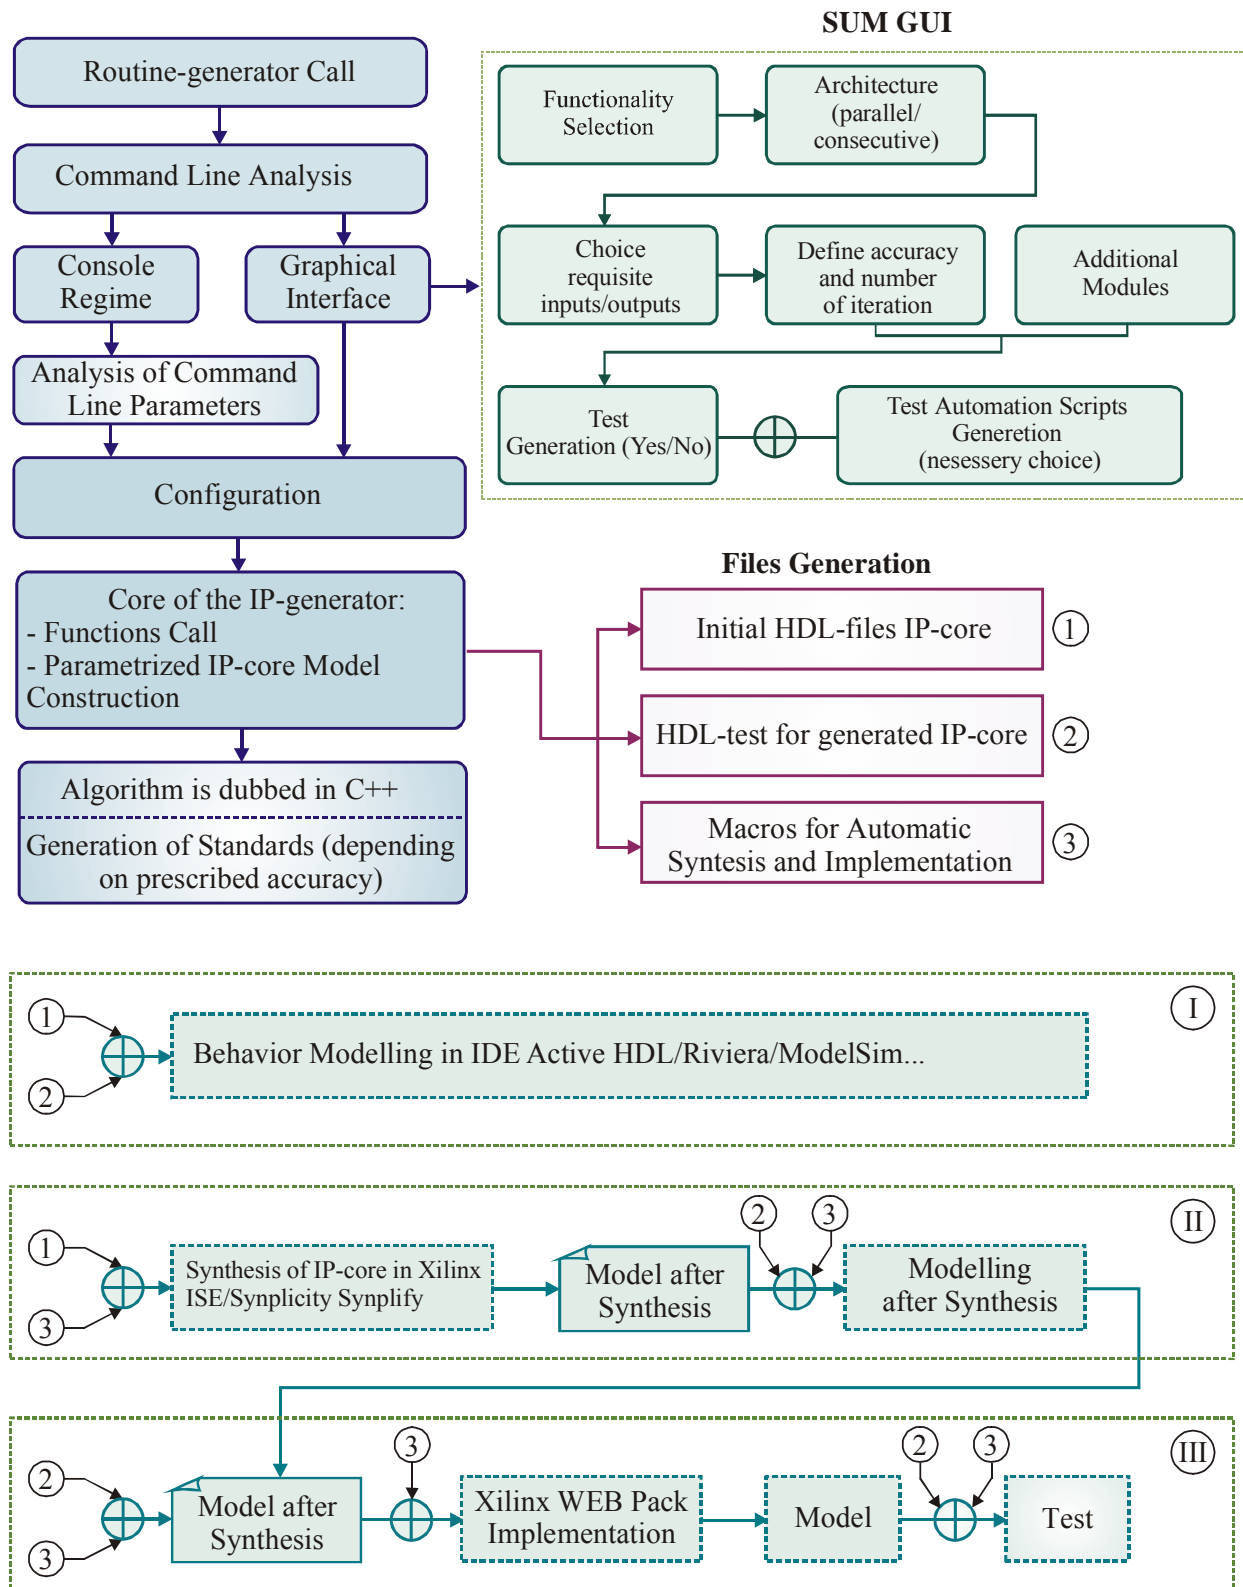 SUM GUI
Routine-generator Call
Command Line Analysis
Console
Regime
Graphical
Interface
Analysis of Command
Line Parameters
Configuration
Core of the IP-generator:
- Functions Call
- Parametrized IP-core Model
Construction
Algorithm is dubbed in C++
Generation of Standards (depending
on prescribed accuracy)
Functionality
Selection
Architecture
(parallel/
consecutive)
Choice
requisite
inputs/outputs
Define accuracy
and number
of iteration
Additional
Modules
Test
Generation (Yes/No)
Test Automation Scripts
Generetion
(nesessery choice)
Files Generation
Initial HDL-files IP-core
1
HDL-test for generated IP-core
2
Macros for Automatic
Syntesis and Implementation
3
I
1
2
Behavior Modelling in IDE Active HDL/Riviera/ModelSim...
II
1
3
Synthesis of IP-core in Xilinx
ISE/Synplicity Synplify
Model after
Synthesis
2
3
Modelling
after Synthesis
III
2
3
Model after
Synthesis
3
Xilinx WEB Pack
Implementation
Model
2
3
Test